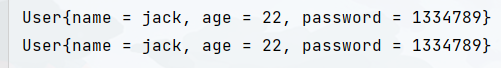 User{name = jack, age = 22, password = 1334789}
User{name = jack, age = 22, password = 1334789}